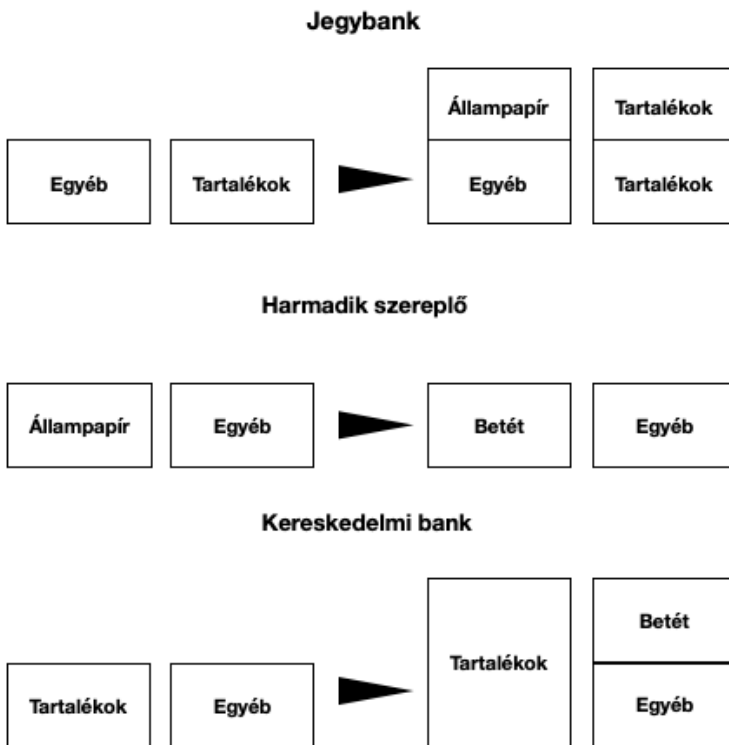 Jegybank
Állampapír
Tartalékok
Egyéb
Tartalékok
Egyéb
Tartalékok
Harmadik szereplő
Állampapír
Egyéb
Betét
Egyéb
Kereskedelmi bank
Betét
Tartalékok
Tartalékok
Egyéb
Egyéb